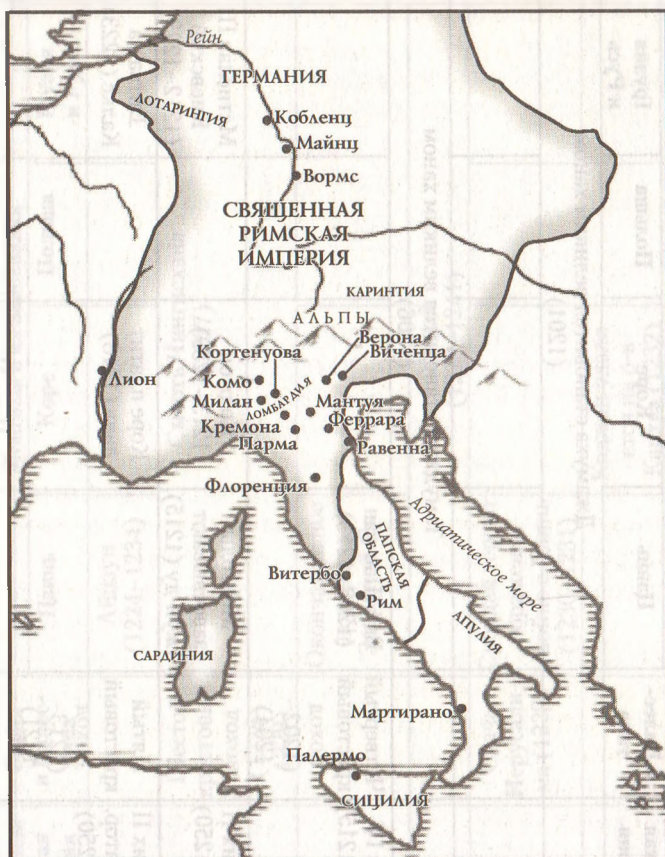 Рейн
ГЕРМАНИЯ
ЛОТАРИНГИЯ
Кобленц
Майнц
Вормс
СВЯЩЕННАЯ
РИМСКАЯ
ИМПЕРИЯ
КАРИНТИЯ
АЛЬПЫ
Верона
Кортенуова
Виченца
Лион
Комо
Милан
ЛОМБАРДИЯ
Мантуя
Кремона
Феррара
Парма
Равенна
Флоренция
Адриатическое море
ПАПСКАЯ
ОБЛАСТЬ
Витербо
Рим
АПУЛИЯ
САРДИНИЯ
Мартирано
Палермо
СИЦИЛИЯ